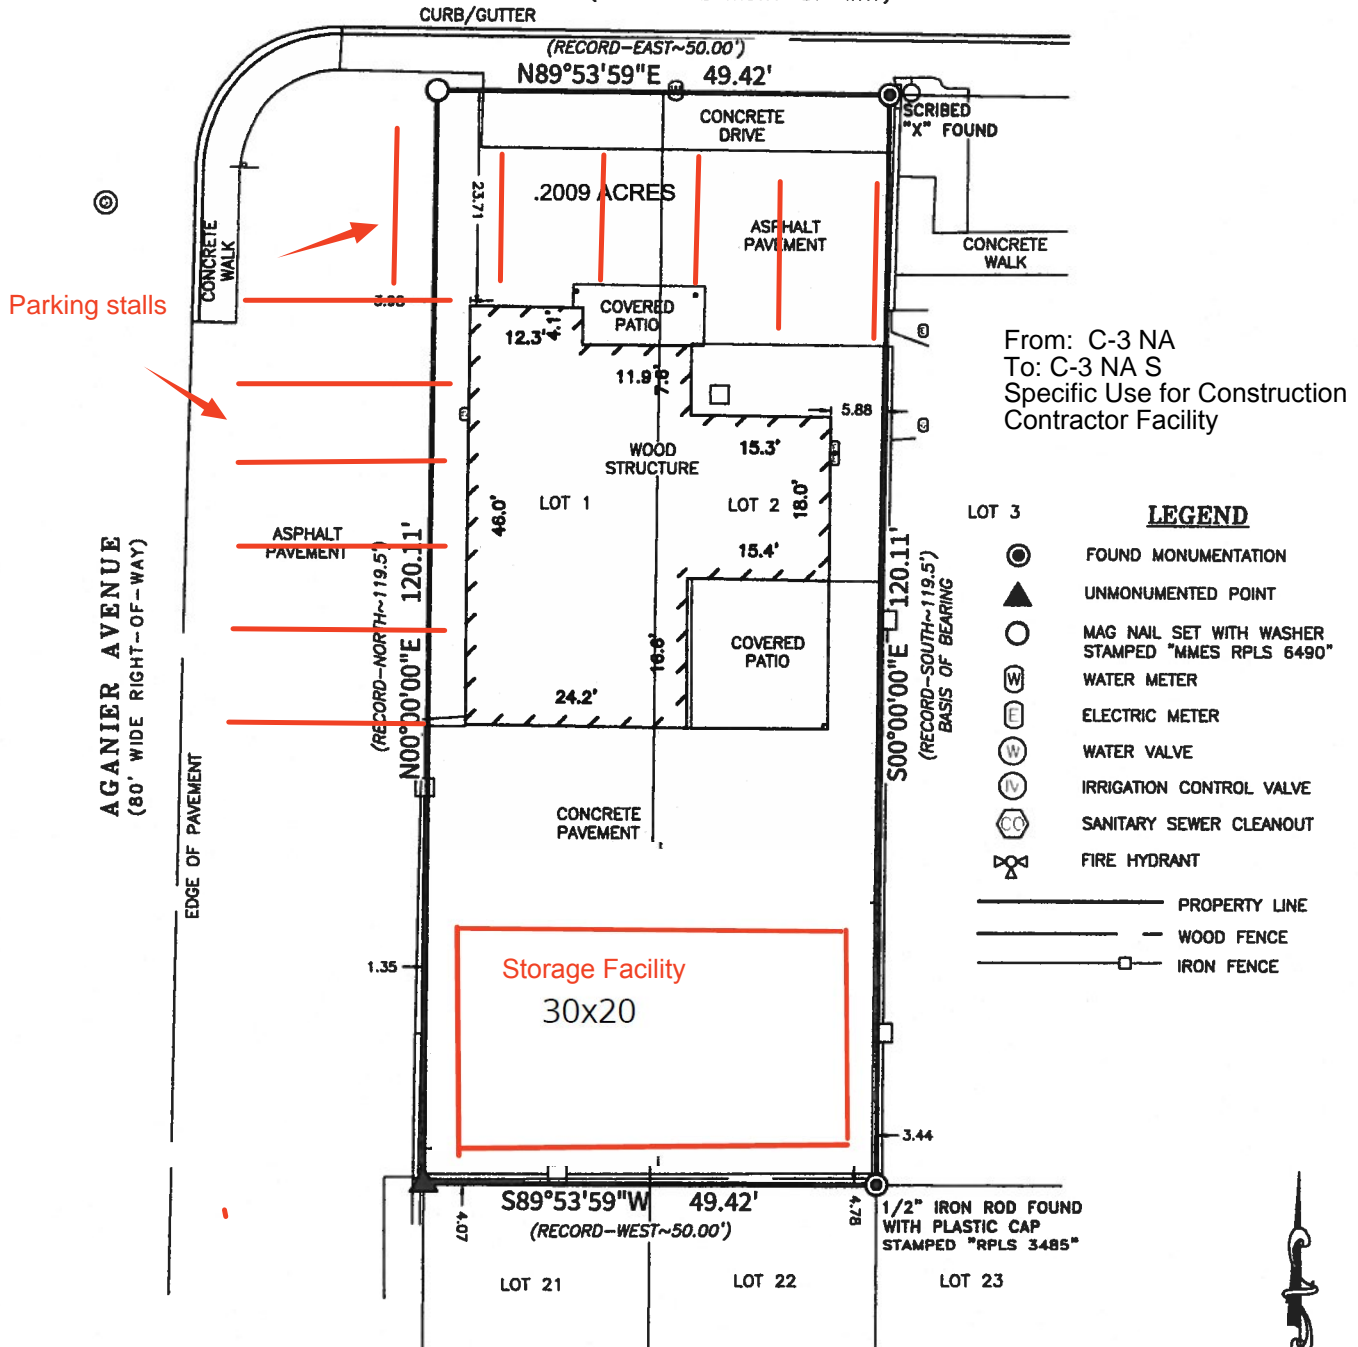 CURB/GUTTER
(RECORD-EAST~50.00')
N89°53'59"E 49.42'
SCRIBED
"X" FOUND
CONCRETE
DRIVE
.2009 ACRES
23.71
ASPHALT
PAVEMENT
CONCRETE
WALK
CONCRETE
WALK
Parking stalls
3.98
COVERED
PATIO
12.3'
4.1'
11.9'
7.6'
5.88
From: C-3 NA
To: C-3 NA S
Specific Use for Construction
Contractor Facility
WOOD
STRUCTURE
15.3'
LOT 1
LOT 2
46.0'
18.0'
15.4'
LOT 3
LEGEND
FOUND MONUMENTATION
UNMONUMENTED POINT
MAG NAIL SET WITH WASHER
STAMPED "MMES RPLS 6490"
W WATER METER
E ELECTRIC METER
W WATER VALVE
IV IRRIGATION CONTROL VALVE
CO SANITARY SEWER CLEANOUT
FIRE HYDRANT
PROPERTY LINE
WOOD FENCE
IRON FENCE
ASPHALT
PAVEMENT
AGANIER AVENUE
(80' WIDE RIGHT-OF-WAY)
EDGE OF PAVEMENT
(RECORD-NORTH~119.5')
N00°00'00"E 120.11'
S00°00'00"E 120.11'
(RECORD-SOUTH~119.5')
BASIS OF BEARING
COVERED
PATIO
16.8'
24.2'
CONCRETE
PAVEMENT
1.35
Storage Facility
30x20
3.44
S89°53'59"W 49.42'
(RECORD-WEST~50.00')
4.07
4.78
1/2" IRON ROD FOUND
WITH PLASTIC CAP
STAMPED "RPLS 3485"
LOT 21
LOT 22
LOT 23